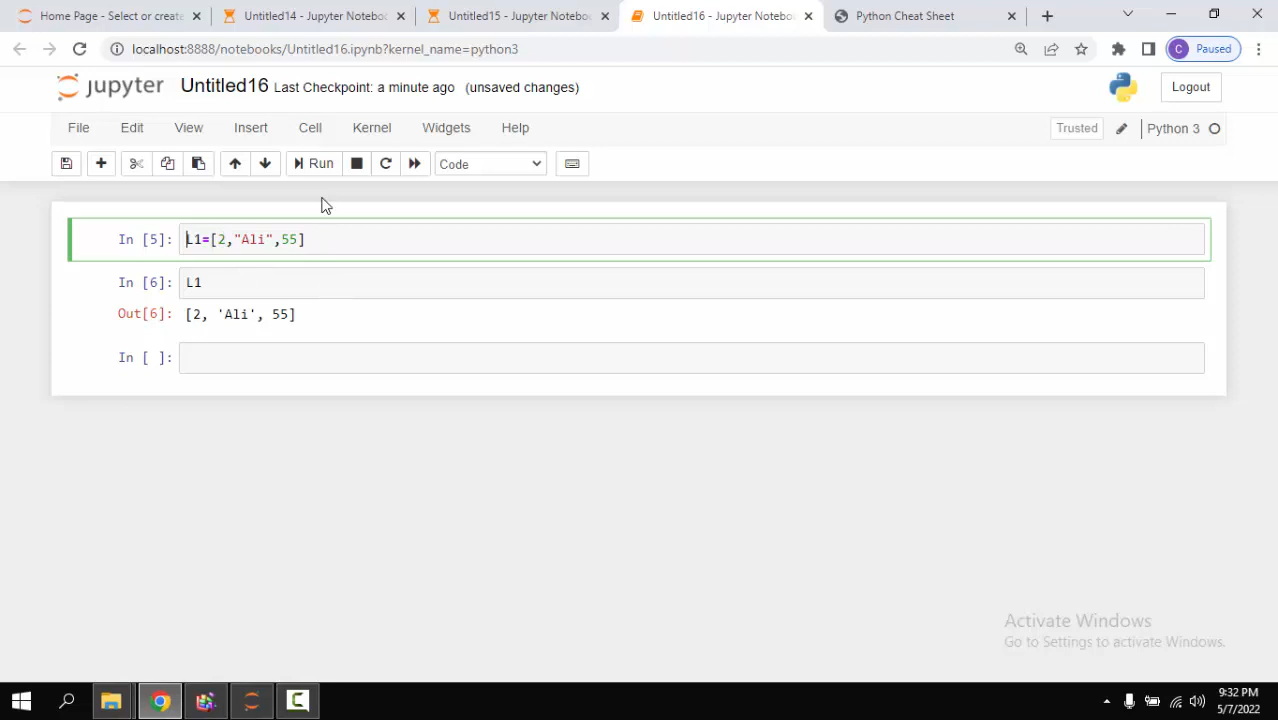 Home Page - Select or create
Untitled14 - Jupyter Noteboo
Untitled15 - Jupyter Noteboo
Untitled16 - Jupyter Noteboo
Python Cheat Sheet
localhost:8888/notebooks/Untitled16.ipynb?kernel_name=python3
C Paused
jupyter Untitled16 Last Checkpoint: a minute ago (unsaved changes)
Logout
File Edit View Insert Cell Kernel Widgets Help
Trusted
Python 3
Run
Code
In [5]: L1=[2,"Ali",55]
In [6]: L1
Out[6]: [2, 'Ali', 55]
In [ ]:
Activate Windows
Go to Settings to activate Windows.
C
9:32 PM
5/7/2022